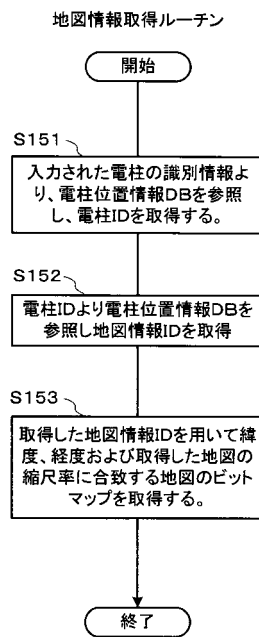 地図情報取得ルーチン
開始
S151
入力された電柱の識別情報よ
り、電柱位置情報DBを参照
し、電柱IDを取得する。
S152
電柱IDより電柱位置情報DBを
参照し地図情報IDを取得
S153
取得した地図情報IDを用いて緯
度、経度および取得した地図の
縮尺率に合致する地図のビット
マップを取得する。
終了